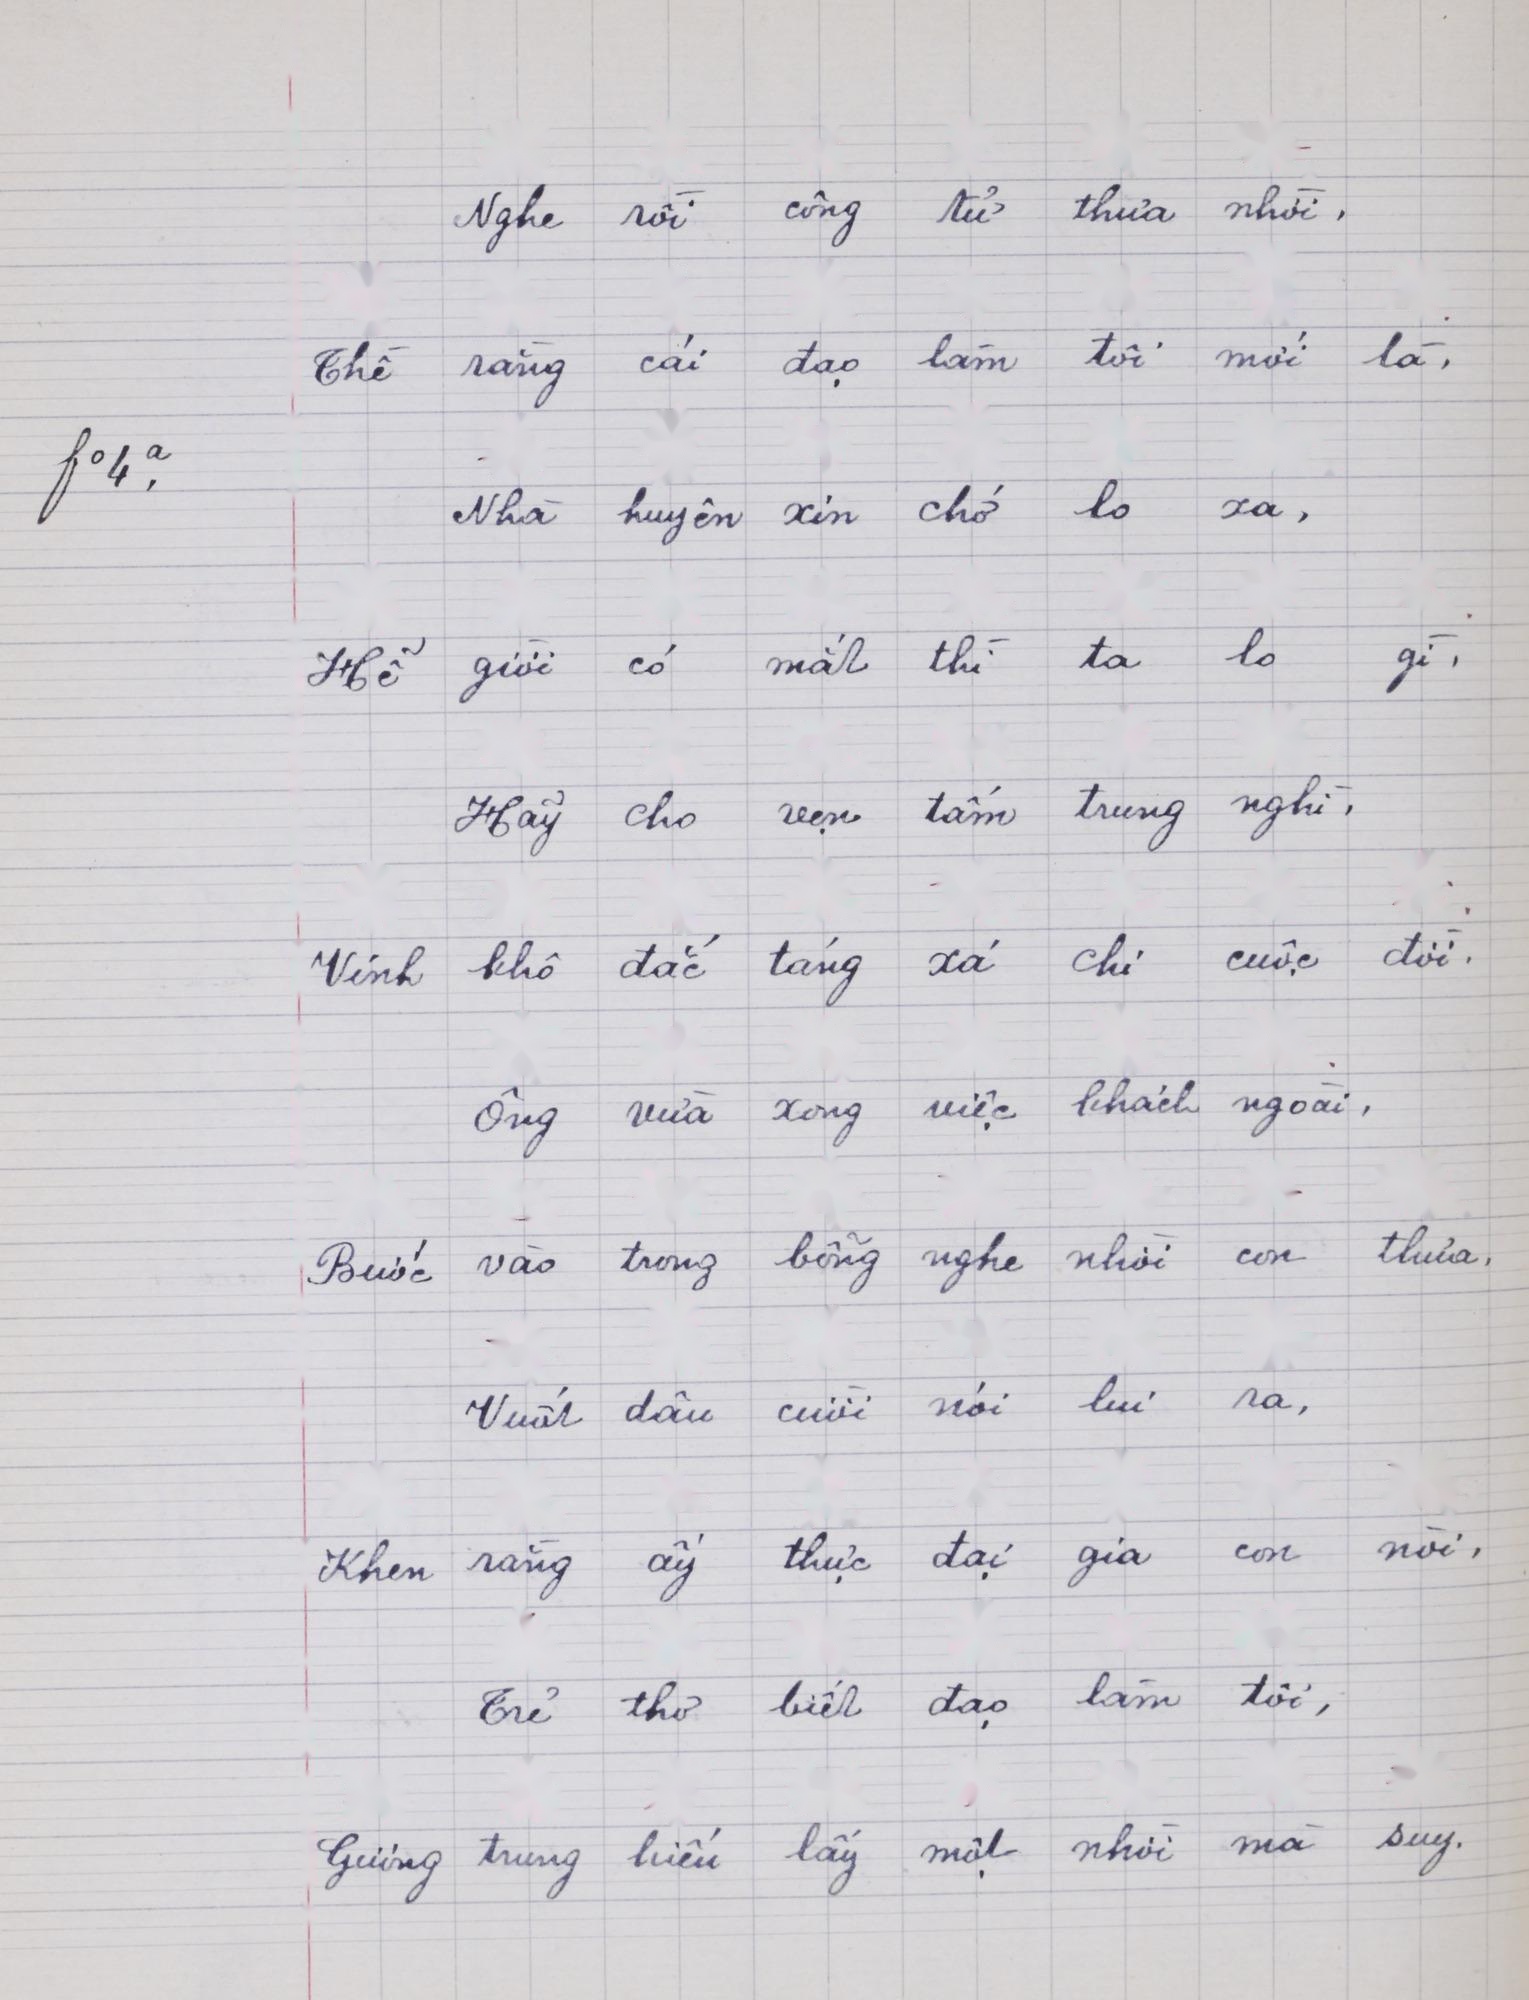 Nghe rồi công tử thưa nhời,
Thề rằng cái đạo làm tôi mới là,
fº4ª.
Nhà huyên xin chớ lo xa,
Hễ giời có mắt thì ta lo gì,
Hãy cho vẹn tấm trung nghì,
Vinh khô đắc táng xá chi cuộc đời.
Ông vừa xong việc khách ngoài,
Bước vào trong bỗng nghe nhời con thưa.
Vuốt dâu cười nói lui ra,
Khen rằng ấy thực đại gia con nòi,
Trẻ thơ biết đạo làm tôi,
Gương trung hiếu lấy một nhời mà suy.